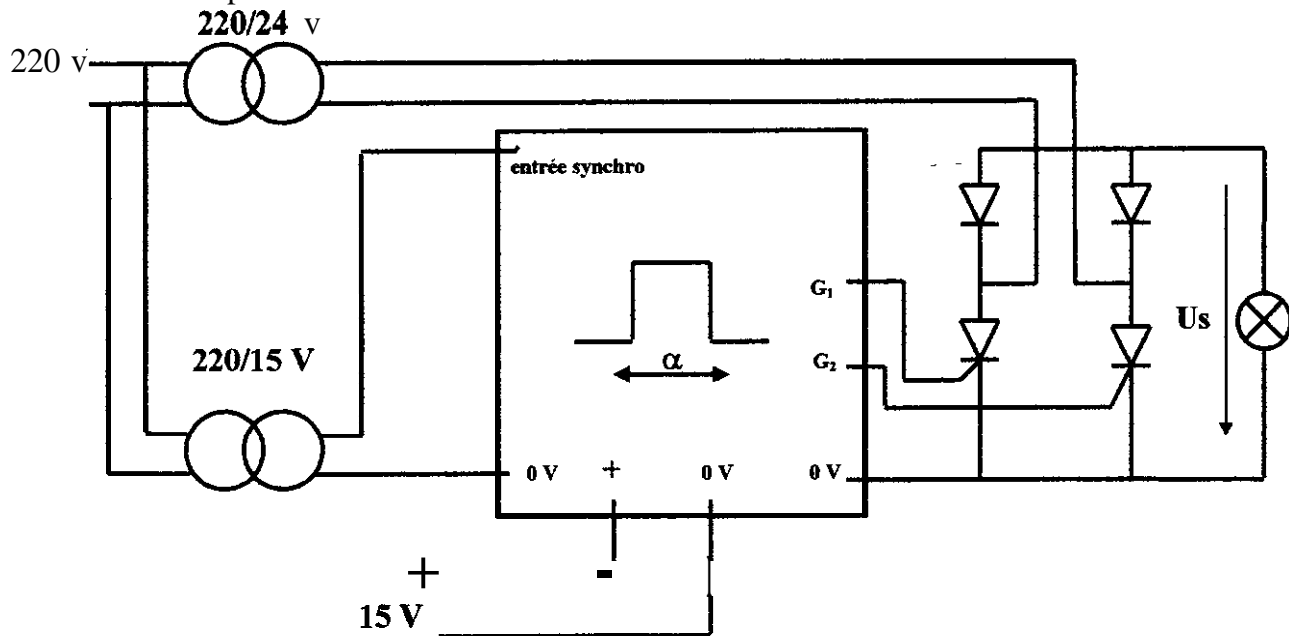 220/24 v
220 v
entrée synchro
G1
Us
220/15 V
α
G2
0 V + 0 V 0 V
+ -
15 V